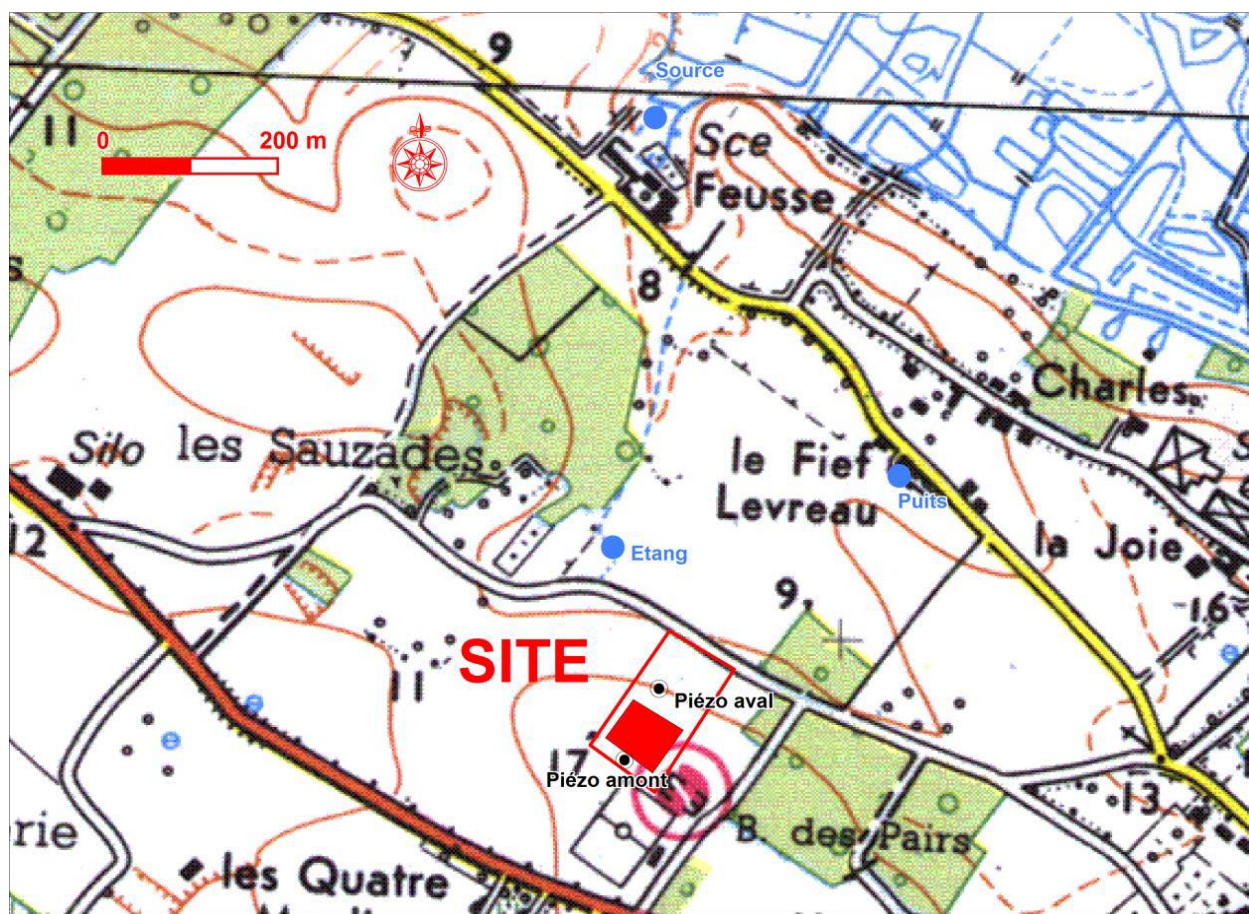 9
Source
11
0 200 m
Sce
Feusse
8
Charles
Silo
les Sauzades
le Fief
Levreau
Puits
12
Etang
la Joie
9
16
SITE
Piézo aval
11
17
Piézo amont
13
rie
B. des Pairs
les Quatre